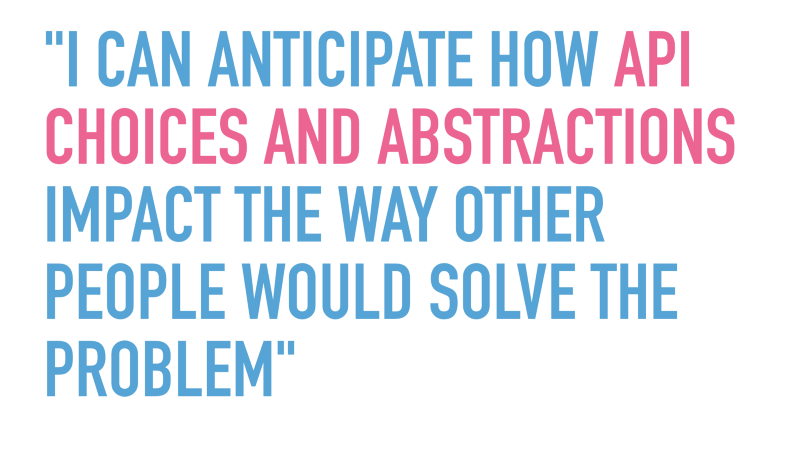 "I CAN ANTICIPATE HOW API
CHOICES AND ABSTRACTIONS
IMPACT THE WAY OTHER
PEOPLE WOULD SOLVE THE
PROBLEM"